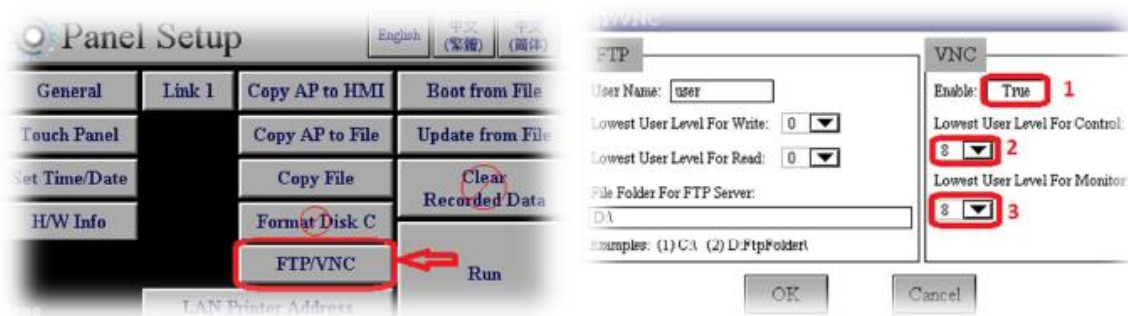 Panel Setup
English
中文
(繁體)
中文
(簡体)
General
Link 1
Copy AP to HMI
Boot from File
Touch Panel
Copy AP to File
Update from File
Set Time/Date
Copy File
Clear
Recorded Data
H/W Info
Format Disk C
FTP/VNC
Run
LAN Printer Address
FTP/VNC
FTP
User Name: user
Lowest User Level For Write: 0
Lowest User Level For Read: 0
File Folder For FTP Server:
D:\
Examples: (1) C:\ (2) D:FtpFolder\
VNC
Enable: True 1
Lowest User Level For Control:
8 2
Lowest User Level For Monitor
8 3
OK
Cancel